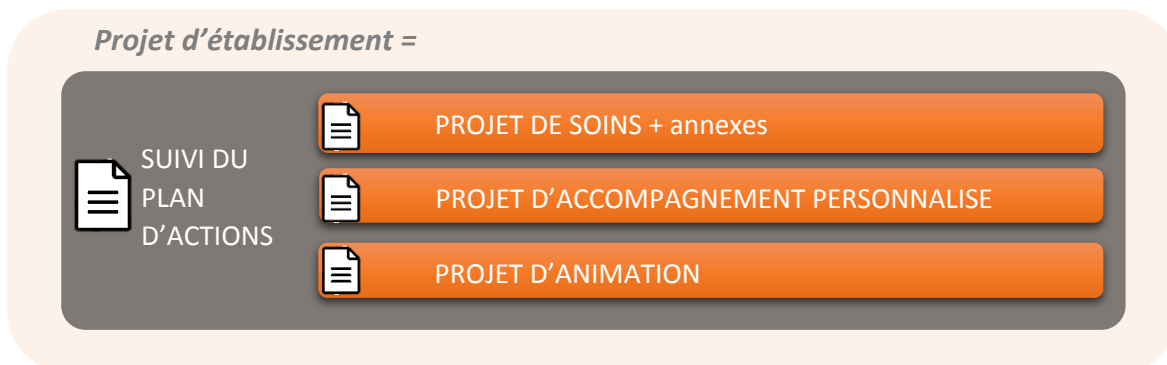 Projet d’établissement =
SUIVI DU
PLAN
D’ACTIONS
PROJET DE SOINS + annexes
PROJET D’ACCOMPAGNEMENT PERSONNALISE
PROJET D’ANIMATION